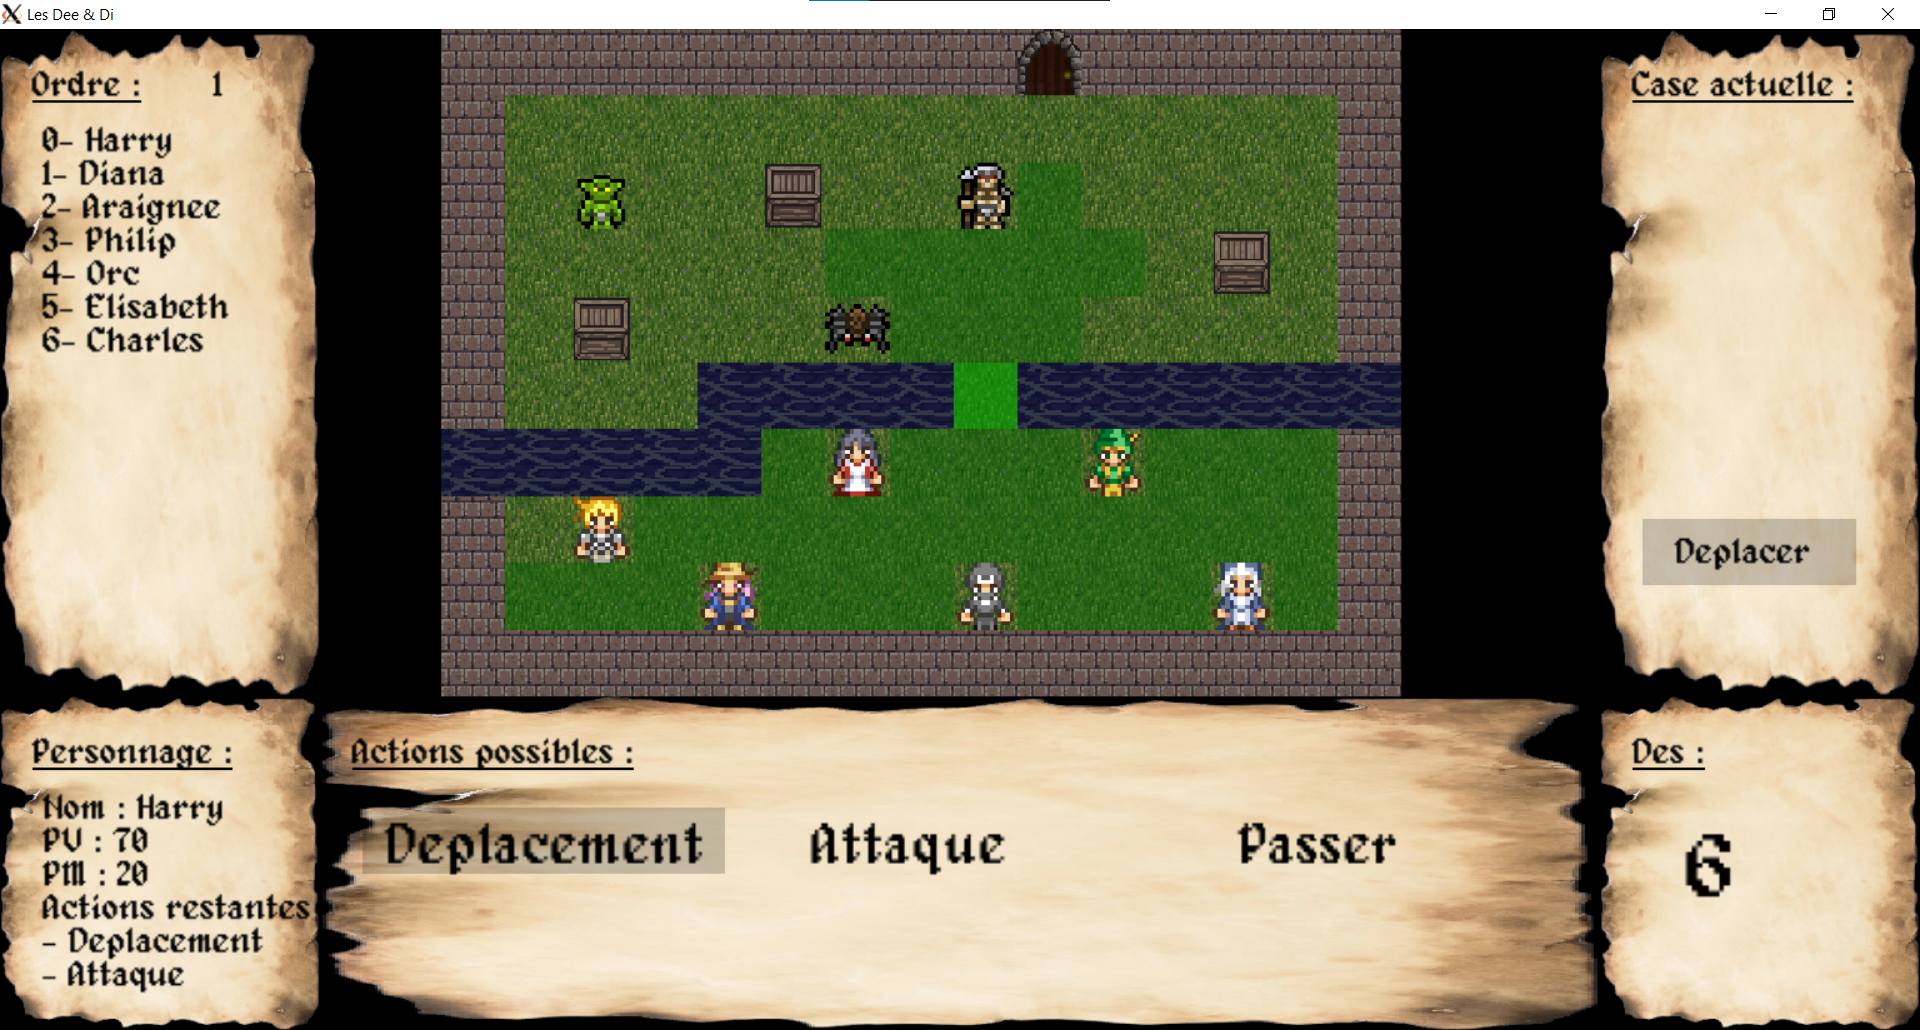 Les Dee & Di
Ordre : 1
0- Harry
1- Diana
2- Araignee
3- Philip
4- Orc
5- Elisabeth
6- Charles
Case actuelle :
Deplacer
Personnage :
Nom : Harry
PV : 70
PM : 20
Actions restantes
- Deplacement
- Attaque
Actions possibles :
Deplacement Attaque Passer
Des :
6